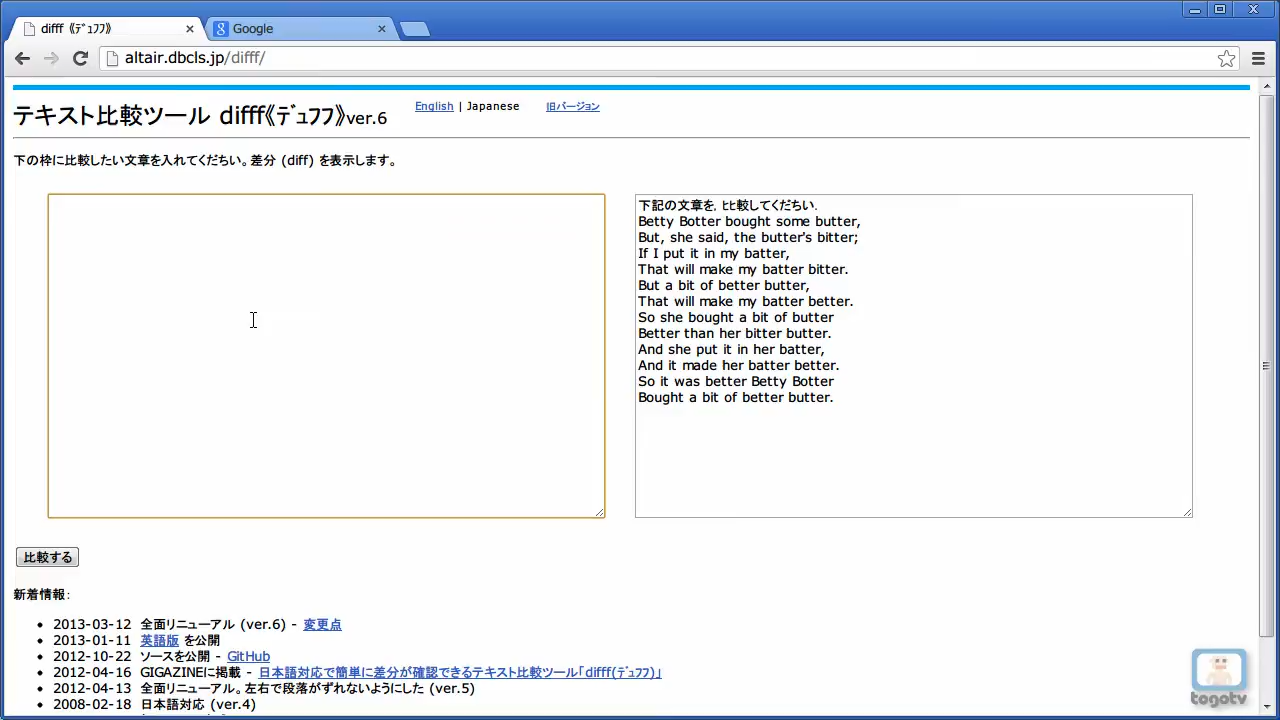 difff 《ﾃﾞｭﾌﾌ》
Google
altair.dbcls.jp/difff/
テキスト比較ツール difff《ﾃﾞｭﾌﾌ》ver.6
English | Japanese
旧バージョン
下の枠に比較したい文章を入れてください。差分 (diff) を表示します。
下記の文章を, ﾋﾋ較してくたﾞさい.
Betty Botter bought some butter,
But, she said, the butter's bitter;
If I put it in my batter,
That will make my batter bitter.
But a bit of better butter,
That will make my batter better.
So she bought a bit of butter
Better than her bitter butter.
And she put it in her batter,
And it made her batter better.
So it was better Betty Botter
Bought a bit of better butter.
比較する
新着情報:
2013-03-12 全面リニューアル (ver.6) - 変更点
2013-01-11 英語版 を公開
2012-10-22 ソースを公開 - GitHub
2012-04-16 GIGAZINEに掲載 - 日本語対応で簡単に差分が確認できるテキスト比較ツール「difff(ﾃﾞｭﾌﾌ)」
2012-04-13 全面リニューアル。左右で段落がずれないようにした (ver.5)
2008-02-18 日本語対応 (ver.4)
togotv